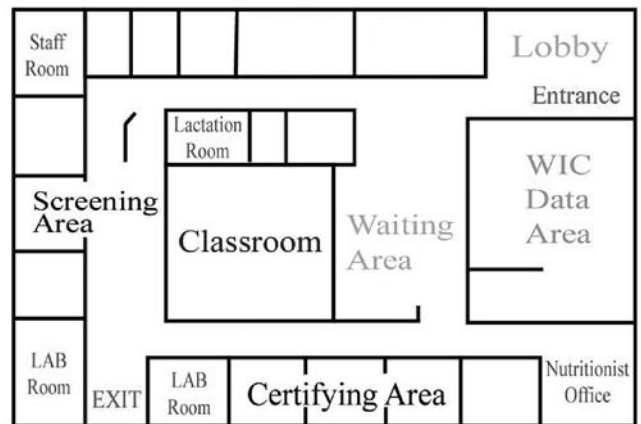 Staff
Room
Lobby
Entrance
Lactation
Room
WIC
Data
Area
Screening
Area
Classroom
Waiting
Area
LAB
Room
EXIT
LAB
Room
Certifying Area
Nutritionist
Office